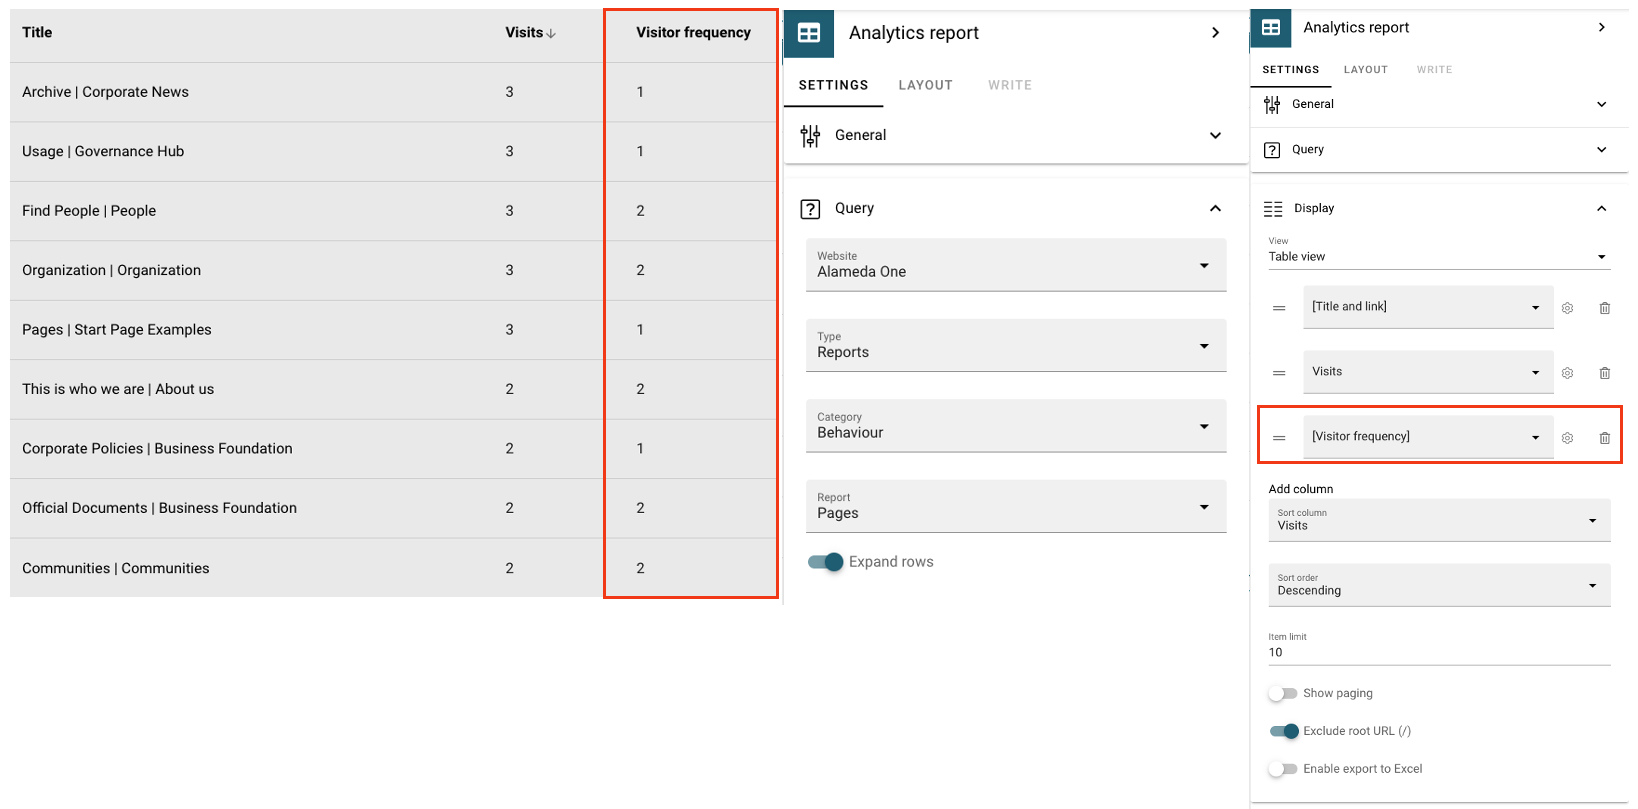 Title Visits Visitor frequency
Archive | Corporate News 3 1
Usage | Governance Hub 3 1
Find People | People 3 2
Organization | Organization 3 2
Pages | Start Page Examples 3 1
This is who we are | About us 2 2
Corporate Policies | Business Foundation 2 1
Official Documents | Business Foundation 2 2
Communities | Communities 2 2
Analytics report
SETTINGS LAYOUT WRITE
General
Query
Website
Alameda One
Type
Reports
Category
Behaviour
Report
Pages
Expand rows
Analytics report
SETTINGS LAYOUT WRITE
General
Query
Display
View
Table view
[Title and link]
Visits
[Visitor frequency]
Add column
Sort column
Visits
Sort order
Descending
Item limit
10
Show paging
Exclude root URL (/)
Enable export to Excel